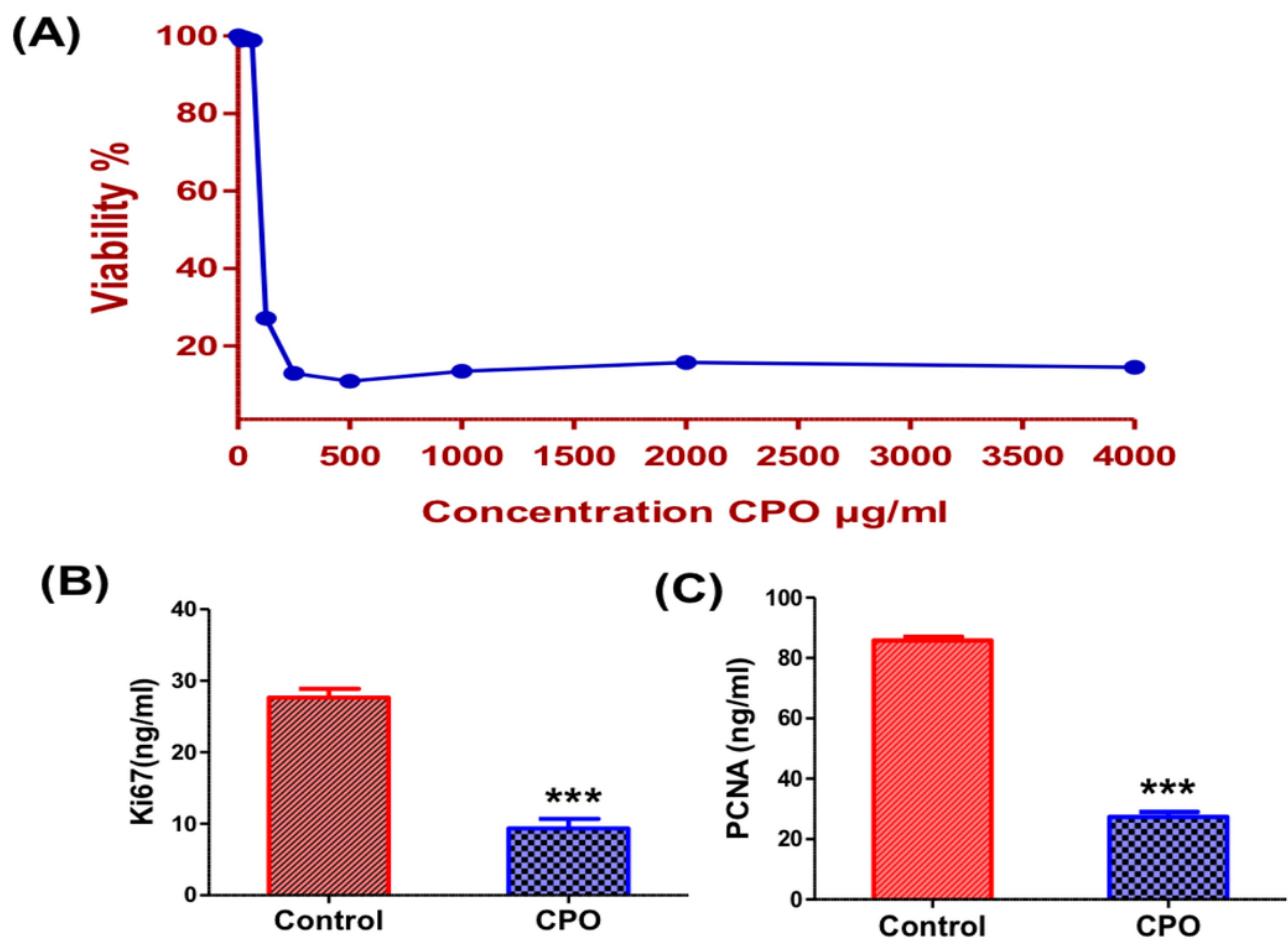 (A)
100
80
60
40
20
Viability %
0 500 1000 1500 2000 2500 3000 3500 4000
Concentration CPO µg/ml
(B)
40
30
20
10
0
Ki67(ng/ml)
***
Control CPO
(C)
100
80
60
40
20
0
PCNA (ng/ml)
***
Control CPO